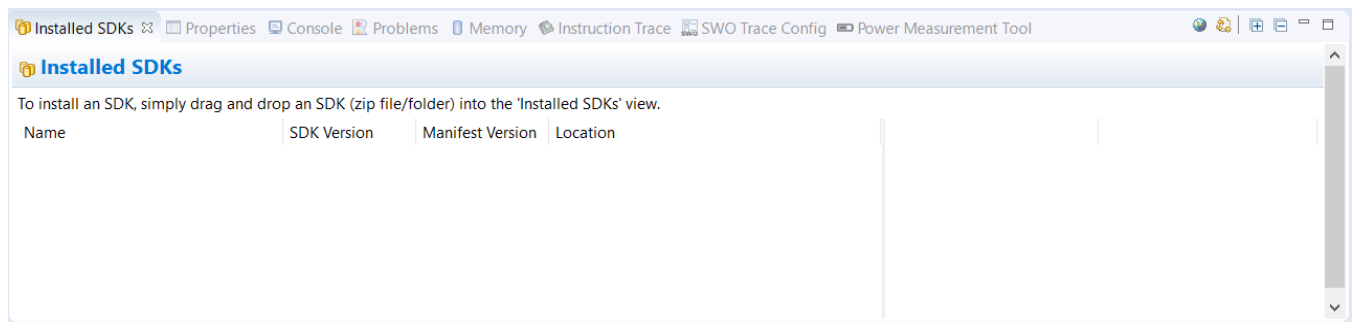 Installed SDKs Properties Console Problems Memory Instruction Trace SWO Trace Config Power Measurement Tool
Installed SDKs
To install an SDK, simply drag and drop an SDK (zip file/folder) into the 'Installed SDKs' view.
Name SDK Version Manifest Version Location